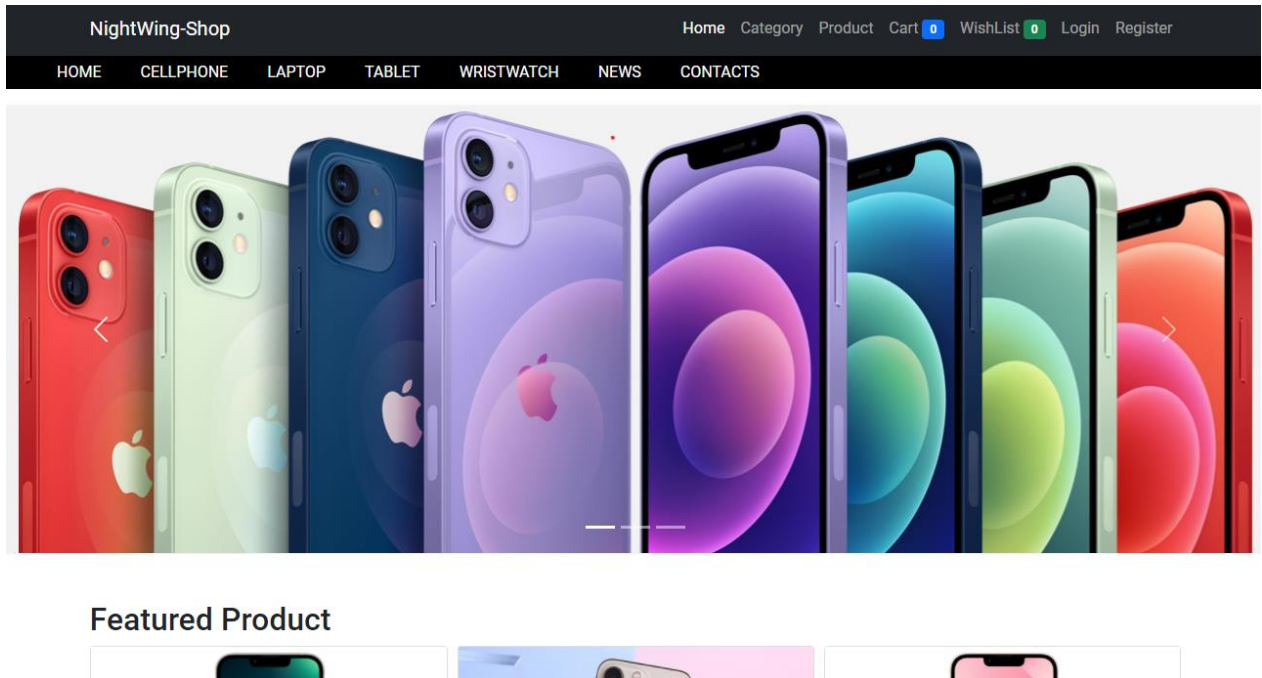 NightWing-Shop Home Category Product Cart 0 WishList 0 Login Register
HOME CELLPHONE LAPTOP TABLET WRISTWATCH NEWS CONTACTS
Featured Product